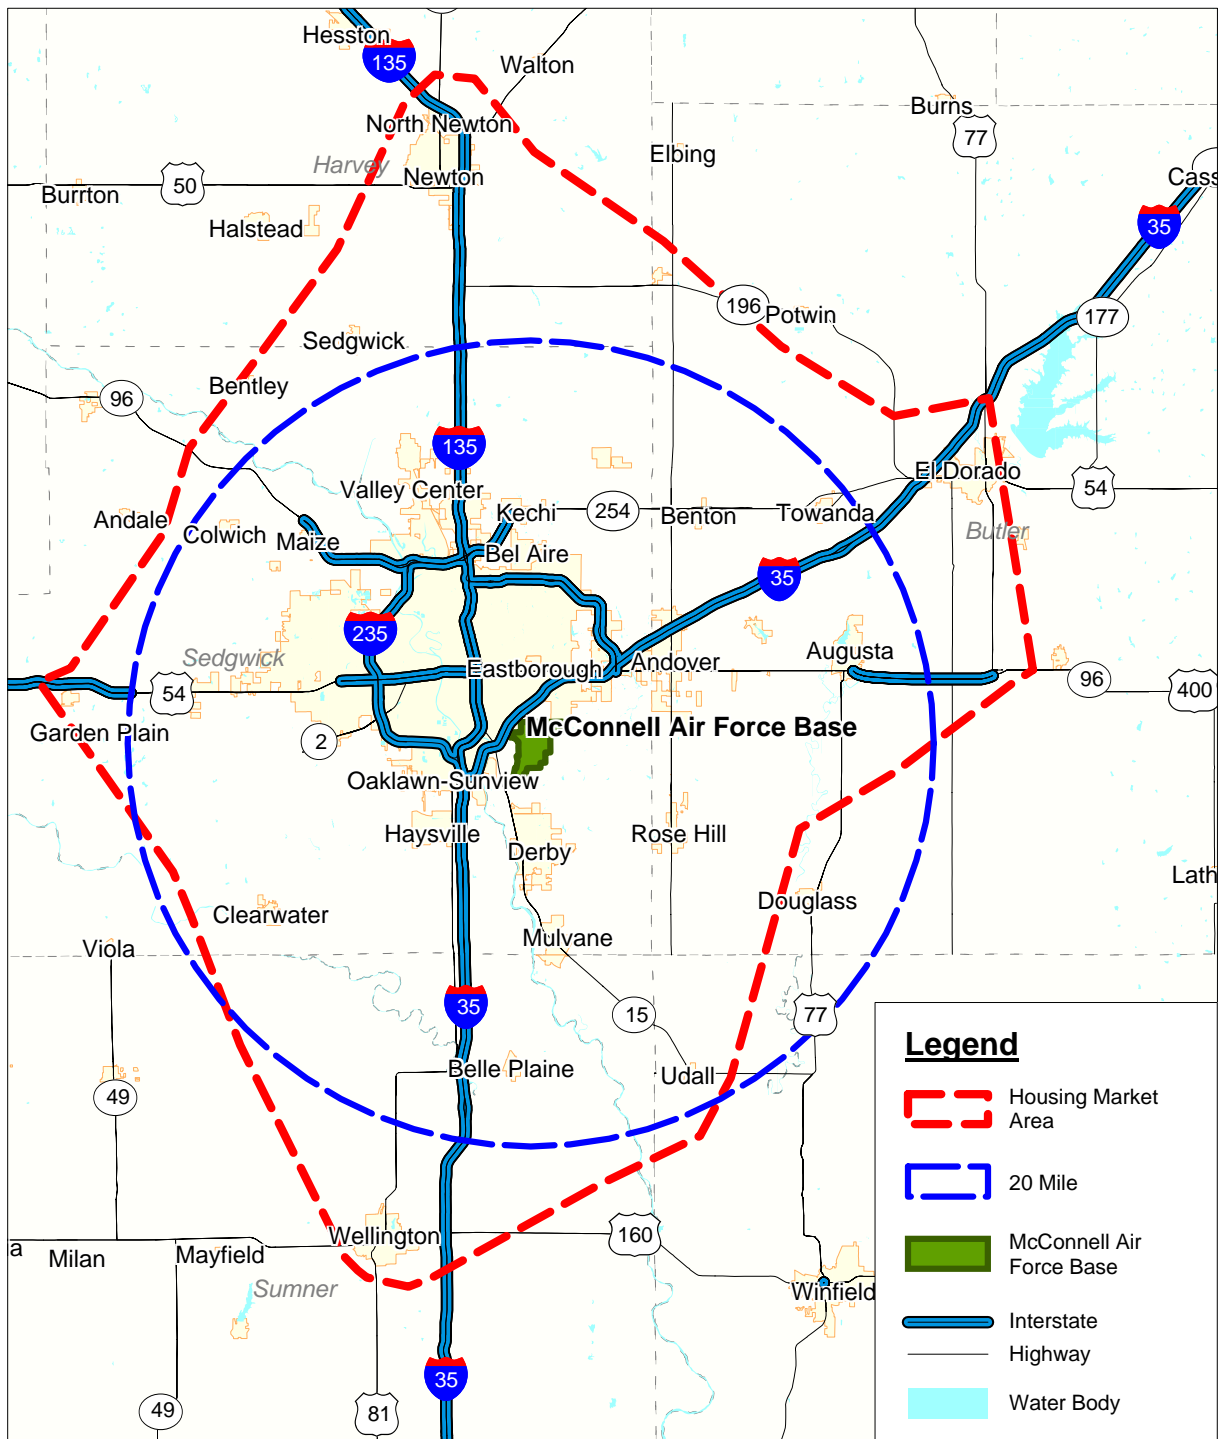 Hesston
135
Walton
Burns
77
North Newton
Elbing
Harvey
Newton
50
Burrton
Cass
35
Halstead
196
Potwin
177
Sedgwick
Bentley
96
135
El Dorado
54
Valley Center
Kechi
254
Benton
Towanda
Andale
Colwich
Maize
Butler
Bel Aire
35
235
Sedgwick
Eastborough
Andover
Augusta
96
400
54
Garden Plain
2
McConnell Air Force Base
Oaklawn-Sunview
Haysville
Derby
Rose Hill
Lath
Clearwater
Douglass
Viola
Mulvane
35
15
77
Belle Plaine
Udall
49
Wellington
160
a
Milan
Mayfield
Sumner
Winfield
35
49
81
Legend
Housing Market
Area
20 Mile
McConnell Air
Force Base
Interstate
Highway
Water Body